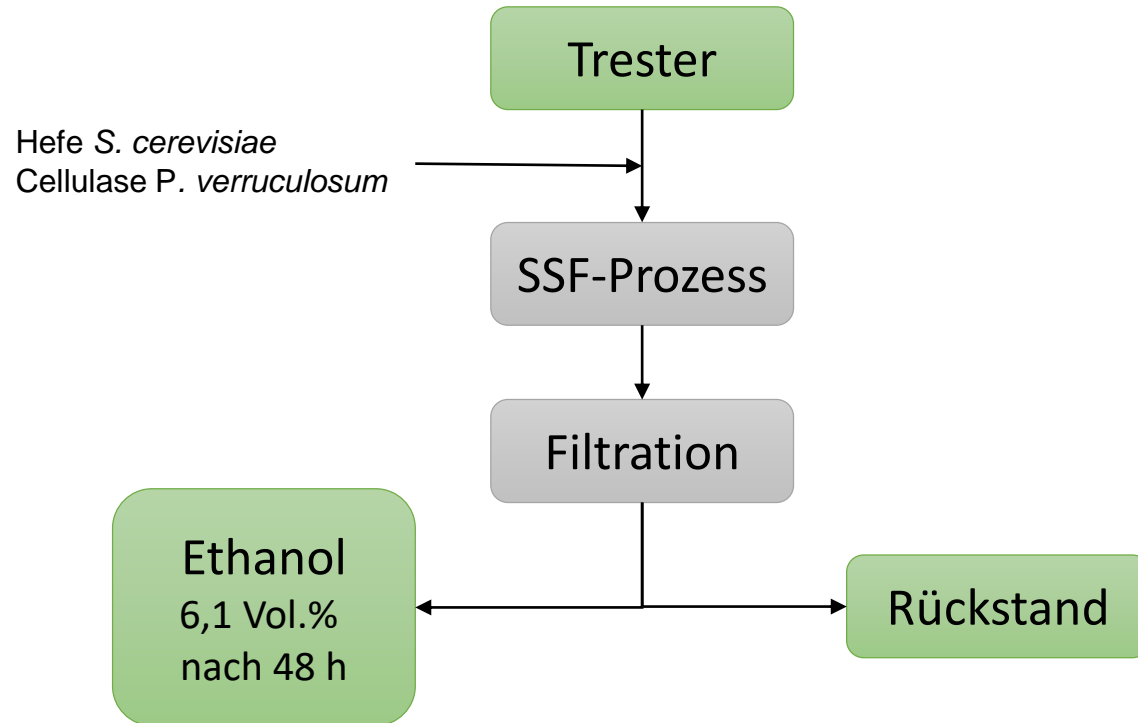 Trester
Hefe S. cerevisiae
Cellulase P. verruculosum
SSF-Prozess
Filtration
Ethanol
6,1 Vol.%
nach 48 h
Rückstand